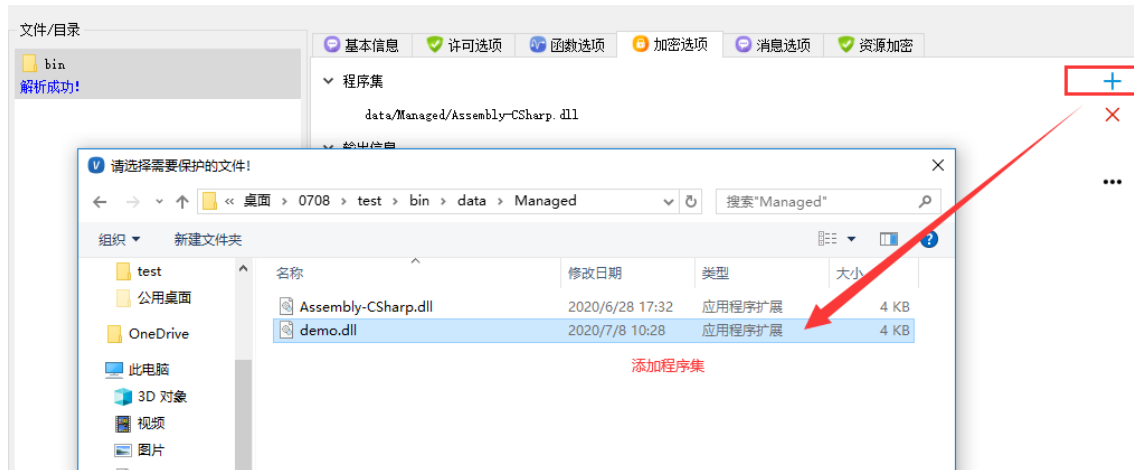 文件/目录
bin
解析成功!
基本信息 许可选项 函数选项 加密选项 消息选项 资源加密
程序集
data/Managed/Assembly-CSharp.dll
输出信息
请选择需要保护的文件!
« 桌面 › 0708 › test › bin › data › Managed
搜索"Managed"
组织 新建文件夹
test
公用桌面
OneDrive
此电脑
3D 对象
视频
图片
名称 修改日期 类型 大小
Assembly-CSharp.dll 2020/6/28 17:32 应用程序扩展 4 KB
demo.dll 2020/7/8 10:28 应用程序扩展 4 KB
添加程序集